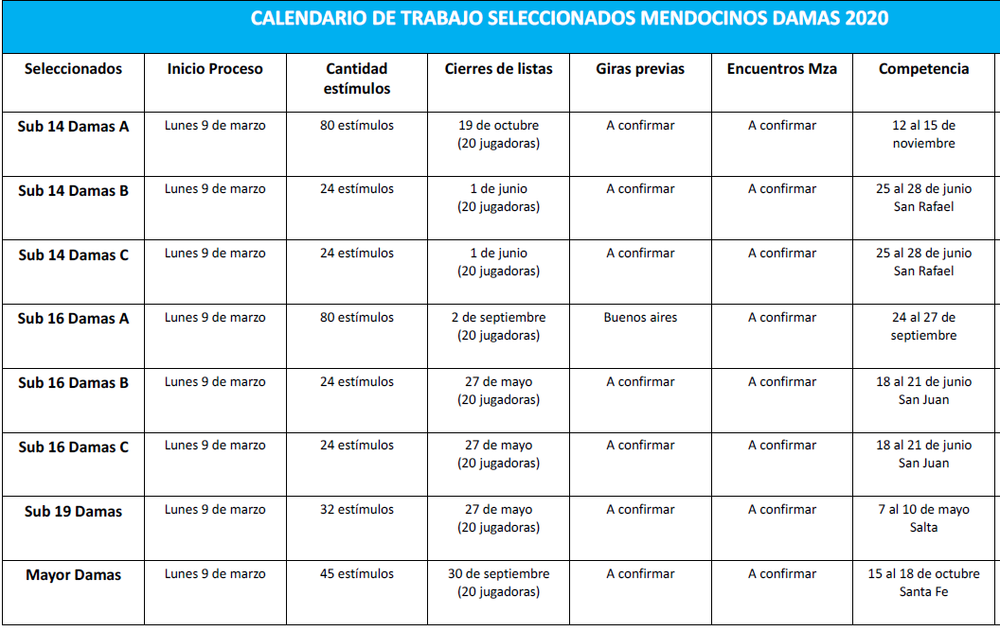 CALENDARIO DE TRABAJO SELECCIONADOS MENDOCINOS DAMAS 2020
Seleccionados Inicio Proceso Cantidad estímulos Cierres de listas Giras previas Encuentros Mza Competencia
Sub 14 Damas A Lunes 9 de marzo 80 estímulos 19 de octubre (20 jugadoras) A confirmar A confirmar 12 al 15 de noviembre
Sub 14 Damas B Lunes 9 de marzo 24 estímulos 1 de junio (20 jugadoras) A confirmar A confirmar 25 al 28 de junio San Rafael
Sub 14 Damas C Lunes 9 de marzo 24 estímulos 1 de junio (20 jugadoras) A confirmar A confirmar 25 al 28 de junio San Rafael
Sub 16 Damas A Lunes 9 de marzo 80 estímulos 2 de septiembre (20 jugadoras) Buenos aires A confirmar 24 al 27 de septiembre
Sub 16 Damas B Lunes 9 de marzo 24 estímulos 27 de mayo (20 jugadoras) A confirmar A confirmar 18 al 21 de junio San Juan
Sub 16 Damas C Lunes 9 de marzo 24 estímulos 27 de mayo (20 jugadoras) A confirmar A confirmar 18 al 21 de junio San Juan
Sub 19 Damas Lunes 9 de marzo 32 estímulos 27 de mayo (20 jugadoras) A confirmar A confirmar 7 al 10 de mayo Salta
Mayor Damas Lunes 9 de marzo 45 estímulos 30 de septiembre (20 jugadoras) A confirmar A confirmar 15 al 18 de octubre Santa Fe